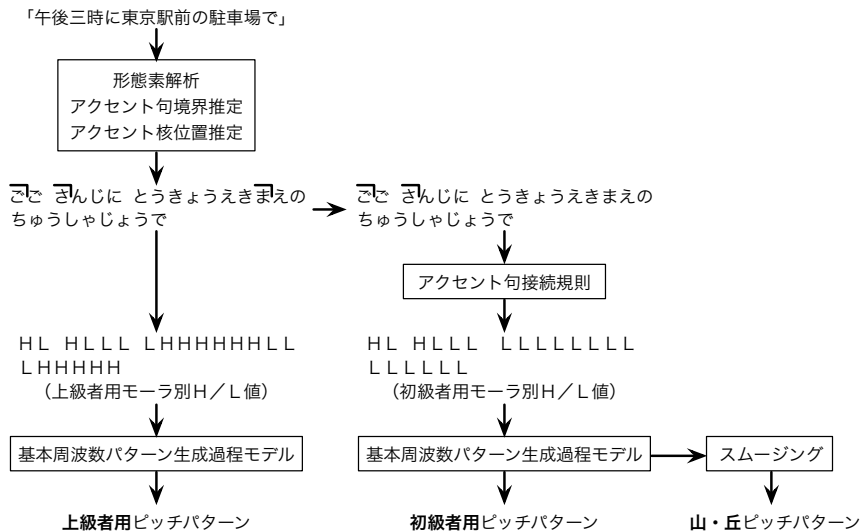 「午後三時に東京駅前の駐車場で」
形態素解析
アクセント句境界推定
アクセント核位置推定
ごご さんじに とうきょうえきまえの
ちゅうしゃじょうで
ごご さんじに とうきょうえきまえの
ちゅうしゃじょうで
アクセント句接続規則
ＨＬ ＨＬＬＬ ＬＨＨＨＨＨＨＬＬ
ＬＨＨＨＨＨ
（上級者用モーラ別Ｈ／Ｌ値）
ＨＬ ＨＬＬＬ ＬＬＬＬＬＬＬＬ
ＬＬＬＬＬＬ
（初級者用モーラ別Ｈ／Ｌ値）
基本周波数パターン生成過程モデル
基本周波数パターン生成過程モデル
スムージング
上級者用ピッチパターン
初級者用ピッチパターン
山・丘ピッチパターン